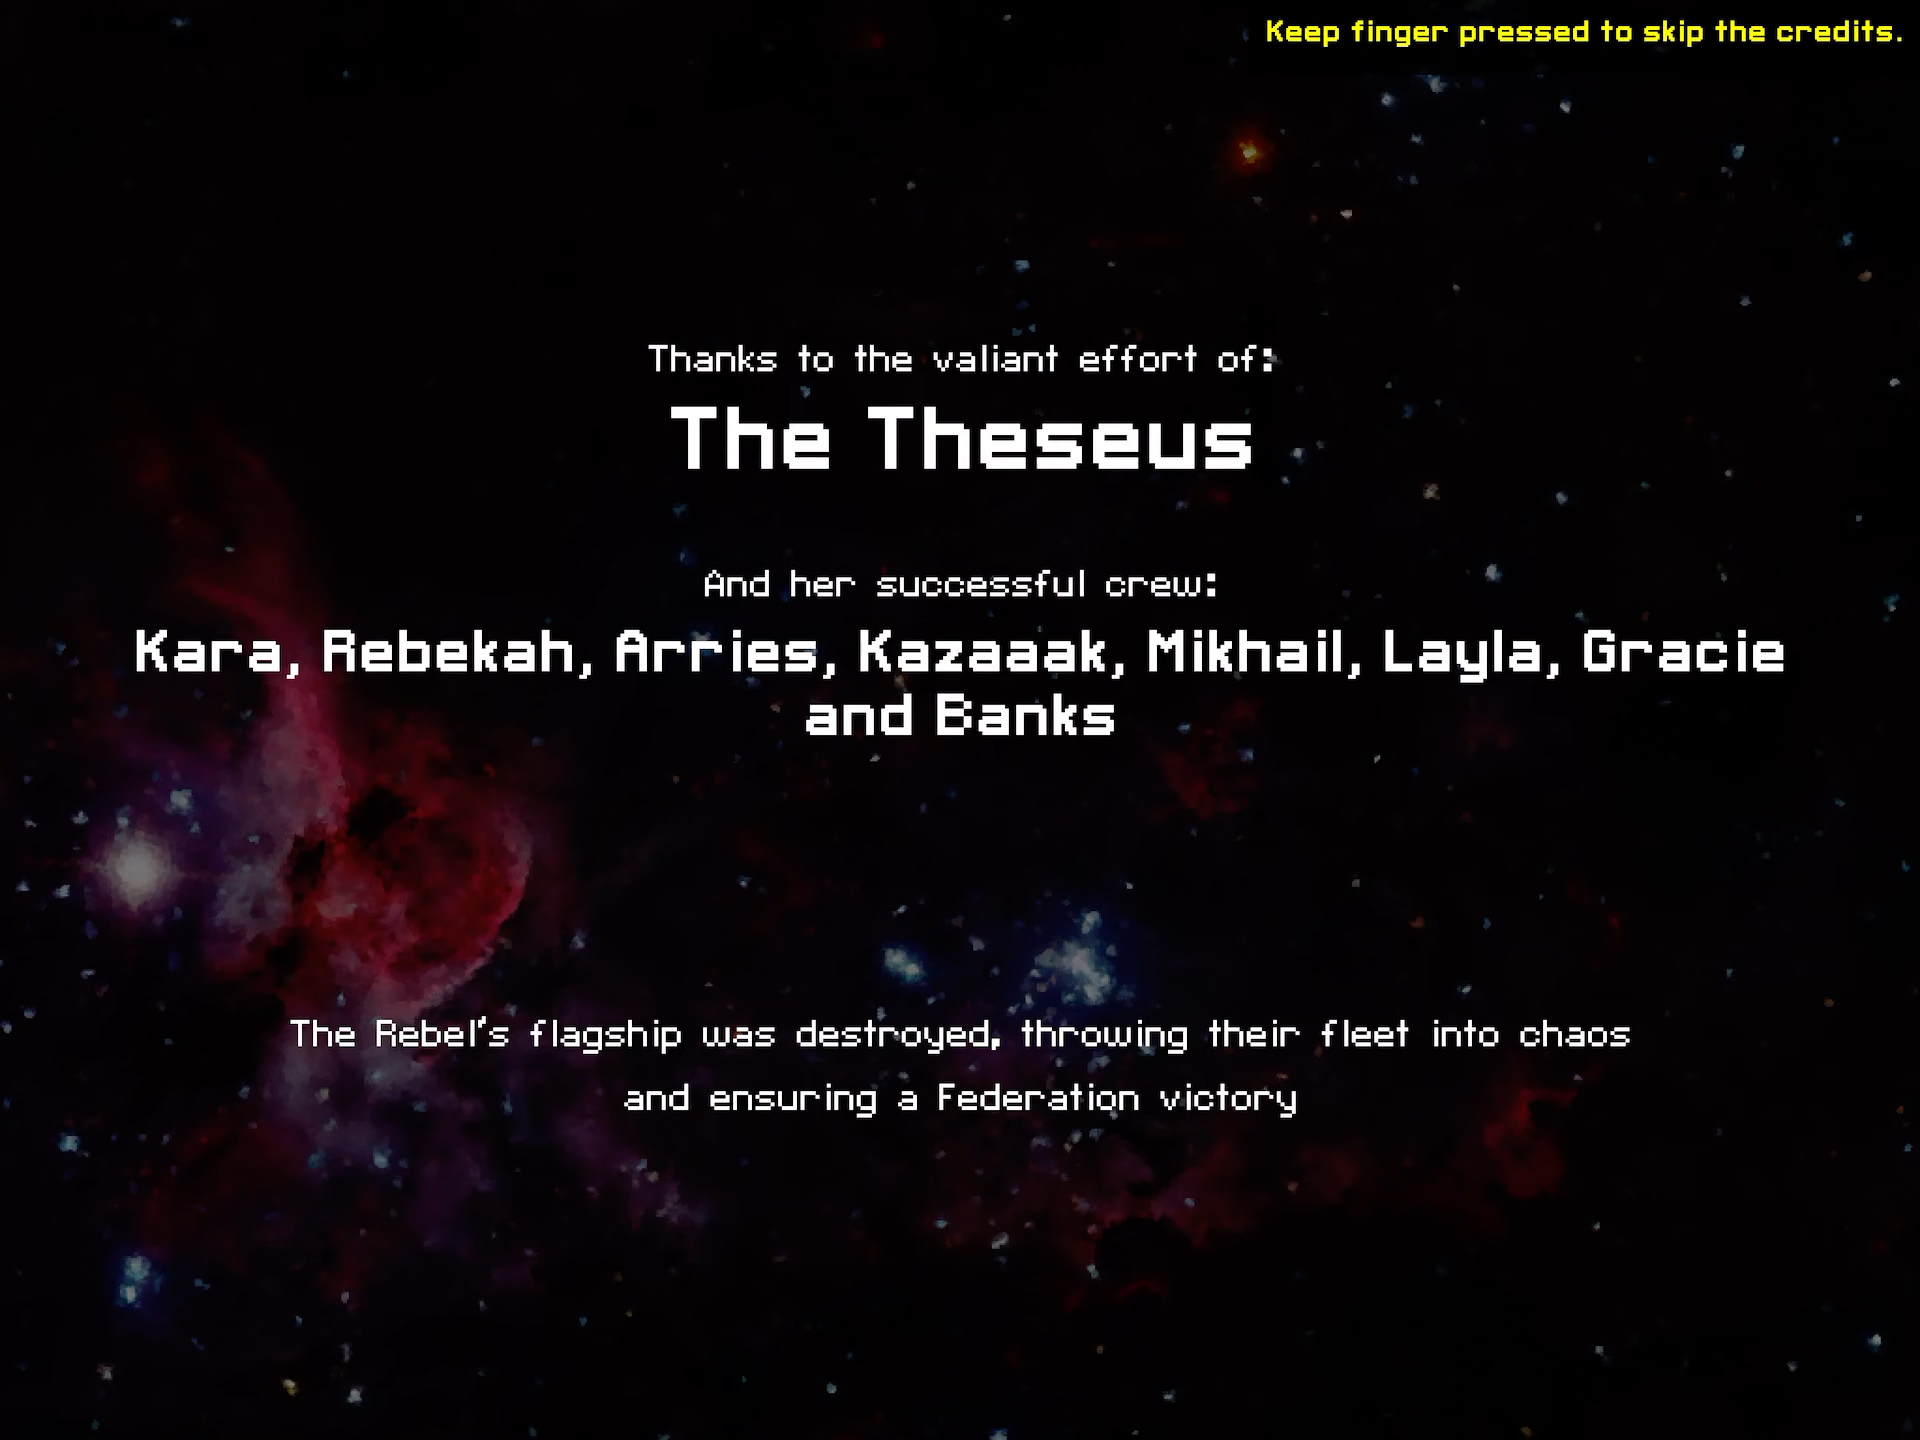 Keep finger pressed to skip the credits.
Thanks to the valiant effort of:
The Theseus
And her successful crew:
Kara, Rebekah, Arries, Kazaaak, Mikhail, Layla, Gracie
and Banks
The Rebel's flagship was destroyed, throwing their fleet into chaos
and ensuring a Federation victory